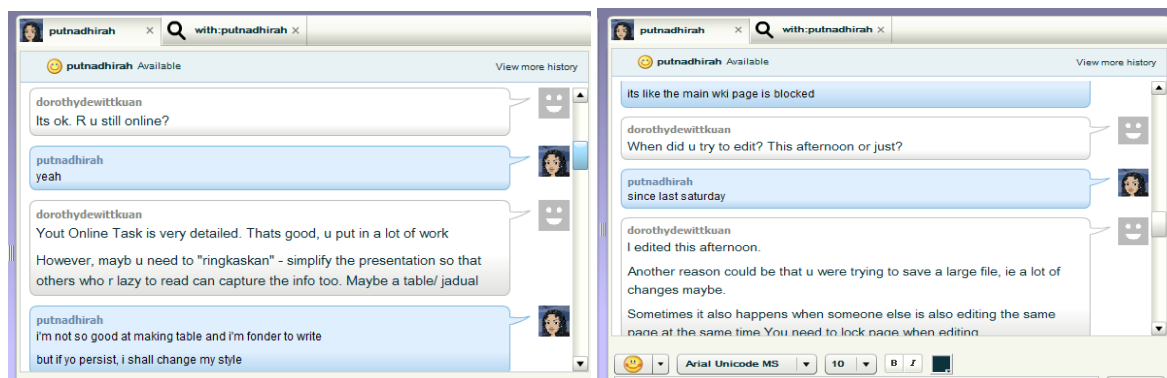 putnadhirah × with:putnadhirah ×
putnadhirah Available View more history
dorothydewittkuan
Its ok. R u still online?
putnadhirah
yeah
dorothydewittkuan
Yout Online Task is very detailed. Thats good, u put in a lot of work
However, mayb u need to "ringkaskan" - simplify the presentation so that
others who r lazy to read can capture the info too. Maybe a table/ jadual
putnadhirah
i'm not so good at making table and i'm fonder to write
but if yo persist, i shall change my style
putnadhirah × with:putnadhirah ×
putnadhirah Available View more history
its like the main wki page is blocked
dorothydewittkuan
When did u try to edit? This afternoon or just?
putnadhirah
since last saturday
dorothydewittkuan
I edited this afternoon.
Another reason could be that u were trying to save a large file, ie a lot of
changes maybe.
Sometimes it also happens when someone else is also editing the same
page at the same time.You need to lock page when editing
Arial Unicode MS 10 B I